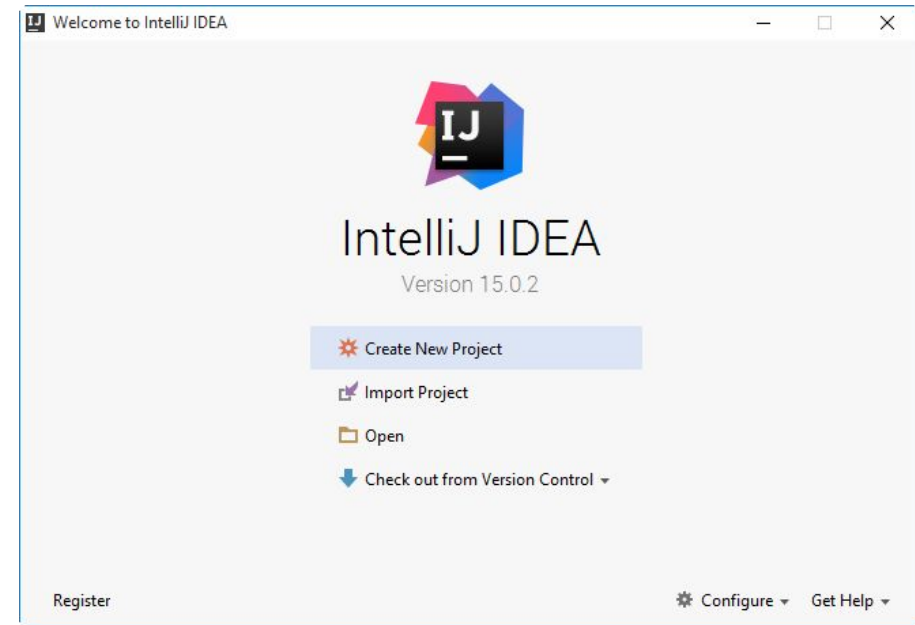 Welcome to IntelliJ IDEA
IJ
IntelliJ IDEA
Version 15.0.2
Create New Project
Import Project
Open
Check out from Version Control
Register
Configure
Get Help